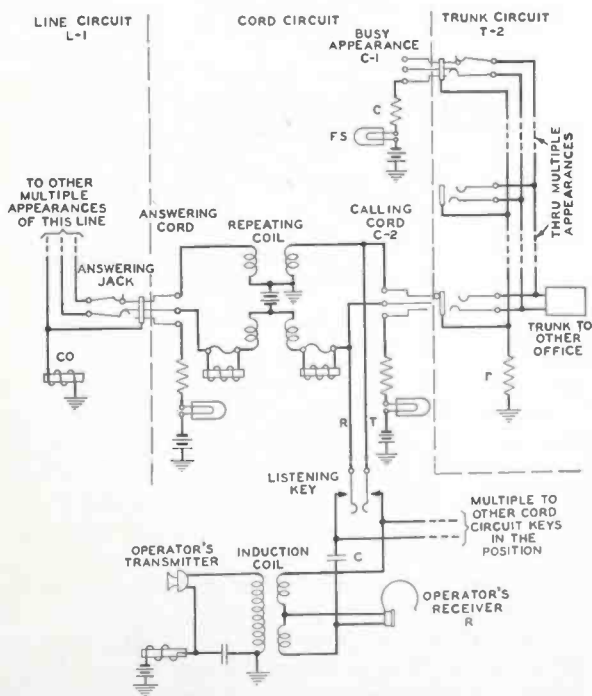 LINE CIRCUIT
L-1
CORD CIRCUIT
TRUNK CIRCUIT
T-2
BUSY
APPEARANCE
C-1
C
FS
THRU MULTIPLE
APPEARANCES
TO OTHER
MULTIPLE
APPEARANCES
OF THIS LINE
ANSWERING
JACK
ANSWERING
CORD
REPEATING
COIL
CALLING
CORD
C-2
TRUNK TO OTHER
OFFICE
CO
r
R
T
LISTENING
KEY
MULTIPLE TO
OTHER CORD
CIRCUIT KEYS
IN THE
POSITION
OPERATOR'S
TRANSMITTER
INDUCTION
COIL
C
OPERATOR'S
RECEIVER
R